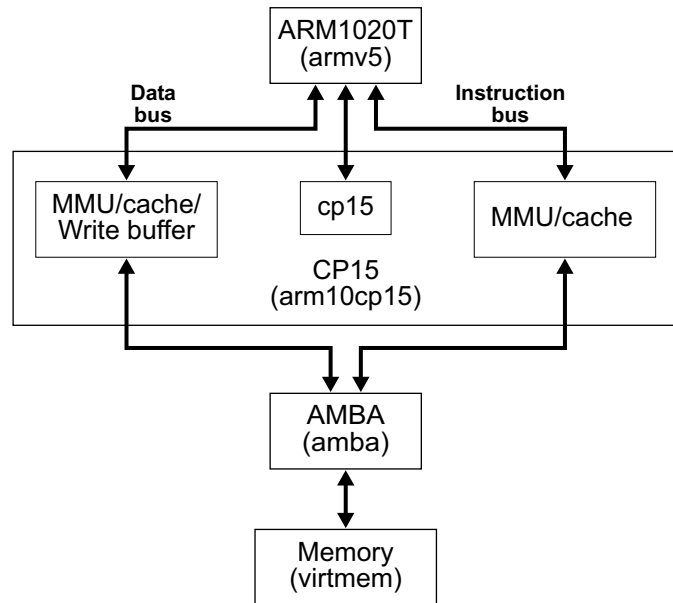 ARM1020T
(armv5)
Data
bus
Instruction
bus
MMU/cache/
Write buffer
cp15
MMU/cache
CP15
(arm10cp15)
AMBA
(amba)
Memory
(virtmem)